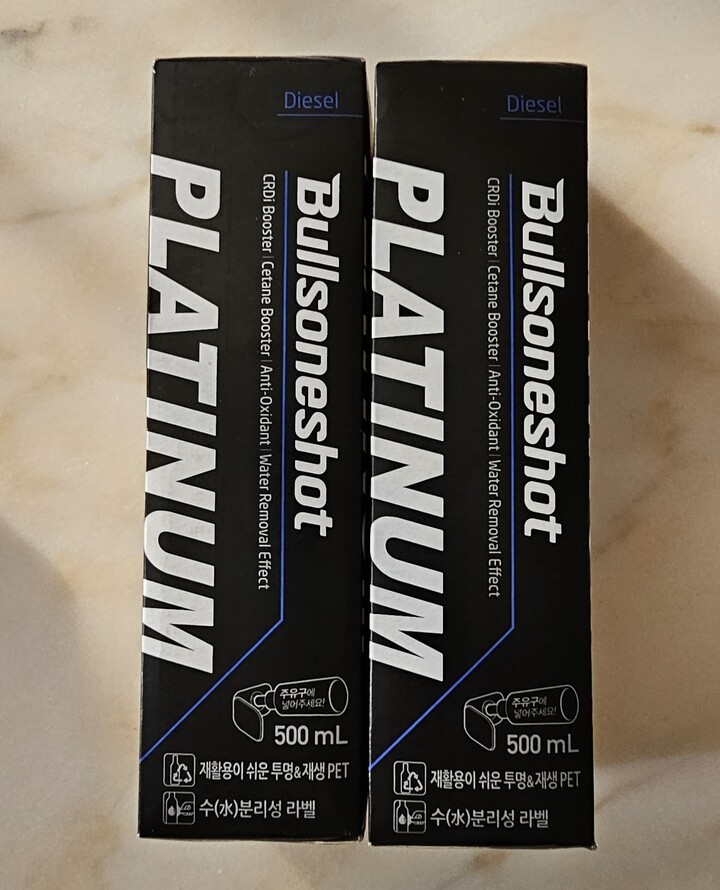 Diesel
Bullsoneshot
CRDi Booster | Cetane Booster | Anti-Oxidant | Water Removal Effect
PLATINUM
주유구에
넣어주세요!
500 mL
재활용이 쉬운 투명&재생 PET
수(水)분리성 라벨
Diesel
Bullsoneshot
CRDi Booster | Cetane Booster | Anti-Oxidant | Water Removal Effect
PLATINUM
주유구에
넣어주세요!
500 mL
재활용이 쉬운 투명&재생 PET
수(水)분리성 라벨